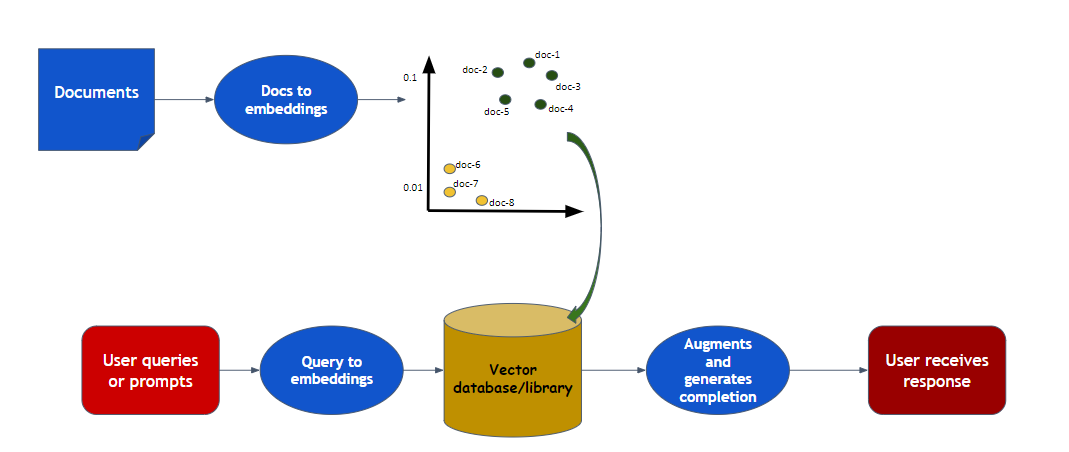 Documents
Docs to
embeddings
0.1
doc-1
doc-2
doc-3
doc-4
doc-5
0.01
doc-6
doc-7
doc-8
User queries
or prompts
Query to
embeddings
Vector
database/library
Augments
and
generates
completion
User receives
response